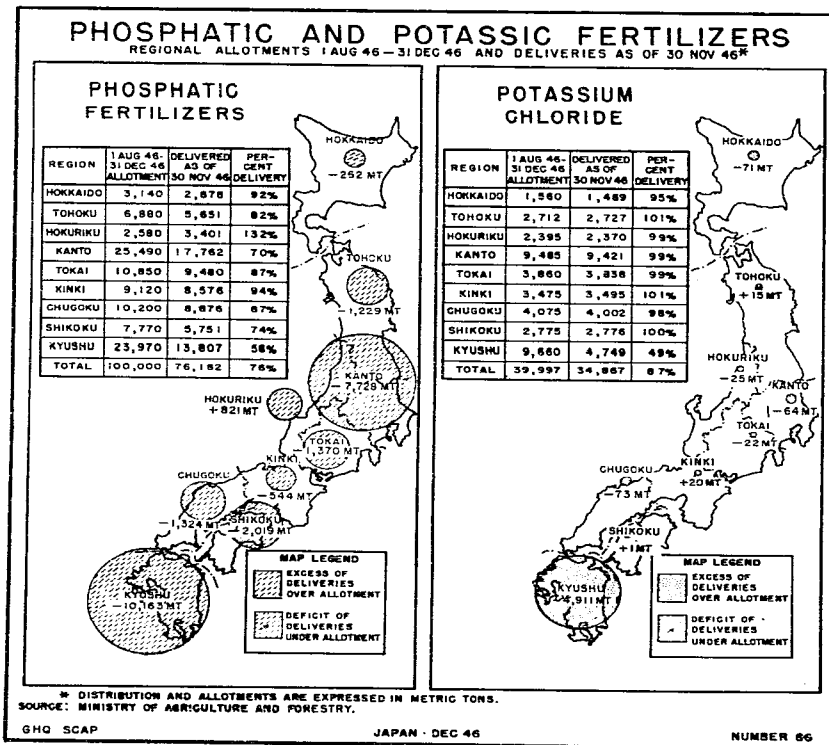 PHOSPHATIC AND POTASSIC FERTILIZERS
REGIONAL ALLOTMENTS 1 AUG 46 — 31 DEC 46 AND DELIVERIES AS OF 30 NOV 46*
PHOSPHATIC
FERTILIZERS
REGION | 1 AUG 46-31 DEC 46 ALLOTMENT | DELIVERED AS OF 30 NOV 46 | PER-CENT DELIVERY
HOKKAIDO 3,140 2,878 92%
TOHOKU 6,880 5,651 82%
HOKURIKU 2,580 3,401 132%
KANTO 25,490 17,762 70%
TOKAI 10,850 9,480 87%
KINKI 9,120 8,576 94%
CHUGOKU 10,200 8,876 87%
SHIKOKU 7,770 5,751 74%
KYUSHU 23,970 13,807 58%
TOTAL 100,000 76,182 76%
HOKKAIDO
-252 MT
TOHOKU
-1,229 MT
KANTO
-7,728 MT
HOKURIKU
+821 MT
TOKAI
-1,370 MT
KINKI
-544 MT
CHUGOKU
-1,324 MT
SHIKOKU
-2,019 MT
KYUSHU
-10,163 MT
MAP LEGEND
EXCESS OF
DELIVERIES
OVER ALLOTMENT
DEFICIT OF
DELIVERIES
UNDER ALLOTMENT
POTASSIUM
CHLORIDE
REGION | 1 AUG 46-31 DEC 46 ALLOTMENT | DELIVERED AS OF 30 NOV 46 | PER-CENT DELIVERY
HOKKAIDO 1,560 1,489 95%
TOHOKU 2,712 2,727 101%
HOKURIKU 2,395 2,370 99%
KANTO 9,485 9,421 99%
TOKAI 3,860 3,838 99%
KINKI 3,475 3,495 101%
CHUGOKU 4,075 4,002 98%
SHIKOKU 2,775 2,776 100%
KYUSHU 9,660 4,749 49%
TOTAL 39,997 34,867 87%
HOKKAIDO
-71 MT
TOHOKU
+15 MT
HOKURIKU
-25 MT
KANTO
-64 MT
TOKAI
-22 MT
KINKI
+20 MT
CHUGOKU
-73 MT
SHIKOKU
+1 MT
KYUSHU
-4,911 MT
MAP LEGEND
EXCESS OF
DELIVERIES
OVER ALLOTMENT
DEFICIT OF
DELIVERIES
UNDER ALLOTMENT
* DISTRIBUTION AND ALLOTMENTS ARE EXPRESSED IN METRIC TONS.
SOURCE: MINISTRY OF AGRICULTURE AND FORESTRY.
GHQ SCAP
JAPAN - DEC 46
NUMBER 66